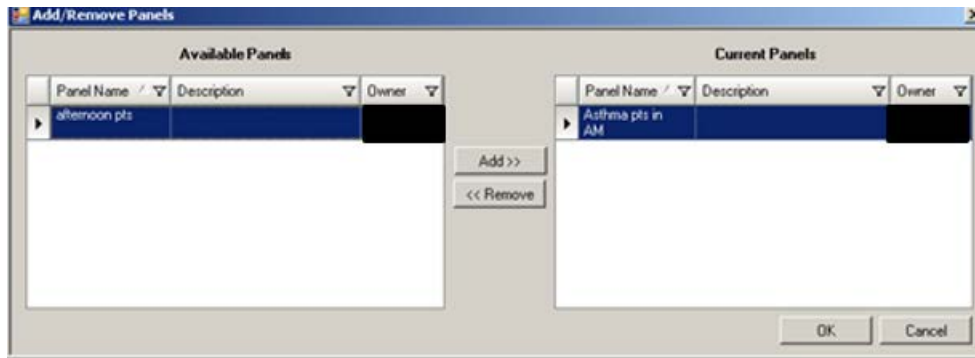 Add/Remove Panels
Available Panels
Current Panels
Panel Name Description Owner
Panel Name Description Owner
afternoon pts
Asthma pts in
AM
Add >>
<< Remove
OK Cancel